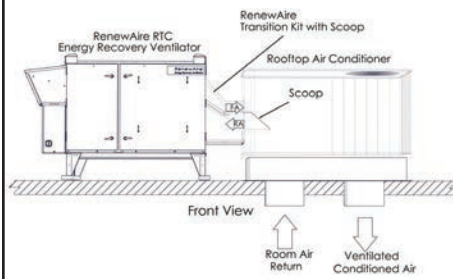 RenewAire
Transition Kit with Scoop
RenewAire RTC
Energy Recovery Ventilator
Rooftop Air Conditioner
RenewAire
Scoop
FA
RA
Front View
Room Air
Return
Ventilated
Conditioned Air